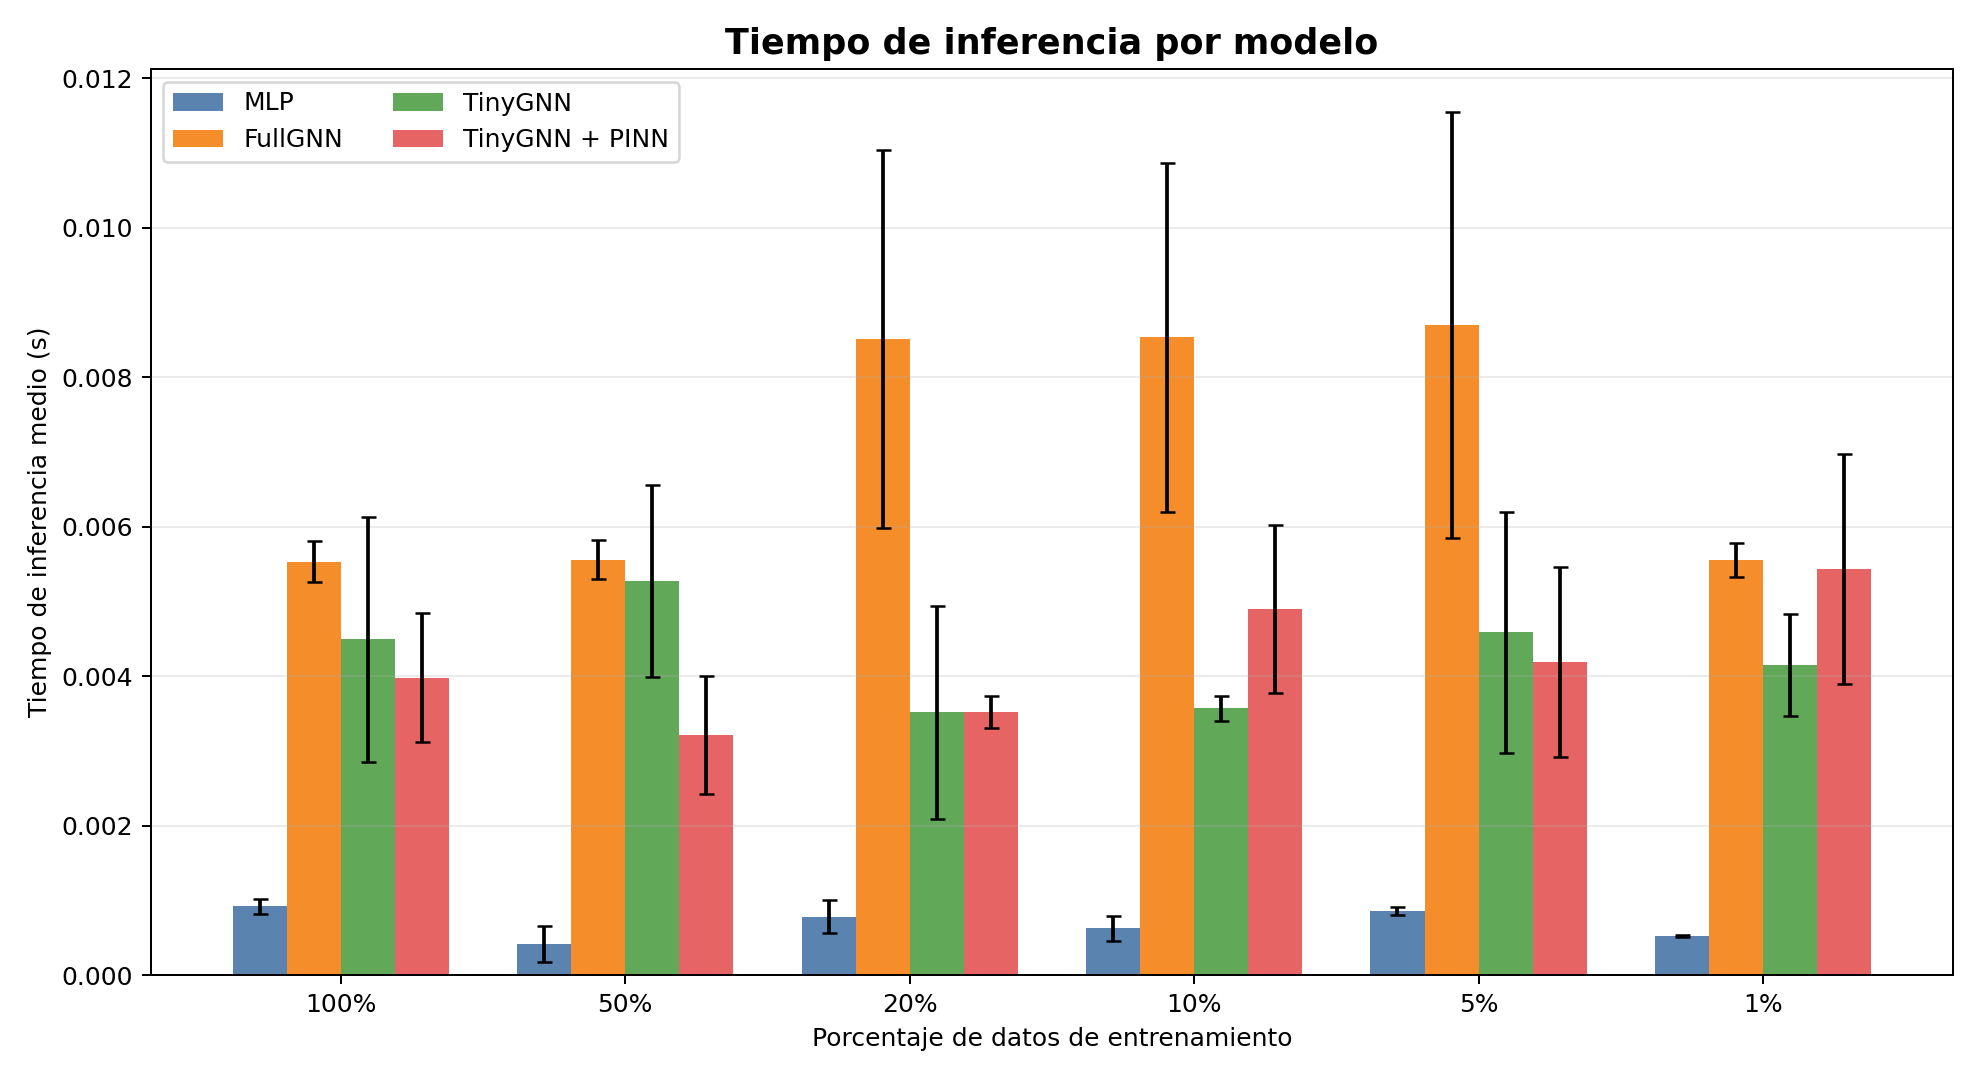 Tiempo de inferencia por modelo
MLP
FullGNN
TinyGNN
TinyGNN + PINN
Tiempo de inferencia medio (s)
0.012
0.010
0.008
0.006
0.004
0.002
0.000
100% 50% 20% 10% 5% 1%
Porcentaje de datos de entrenamiento